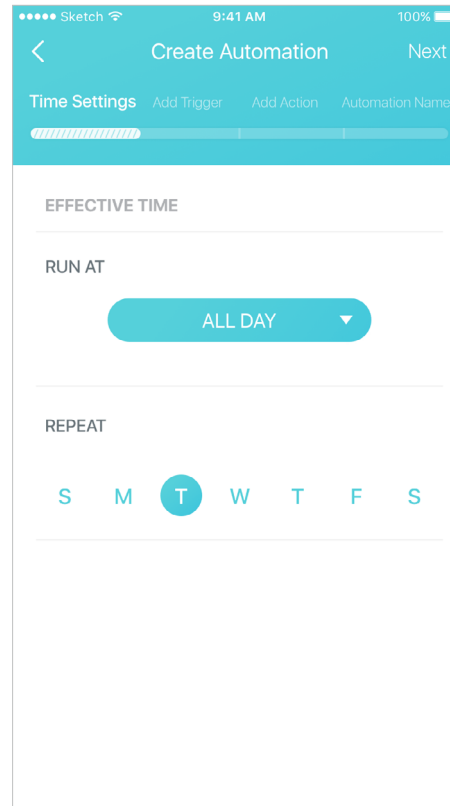 Sketch 9:41 AM 100%
Create Automation Next
Time Settings Add Trigger Add Action Automation Name
EFFECTIVE TIME
RUN AT
ALL DAY
REPEAT
S M T W T F S